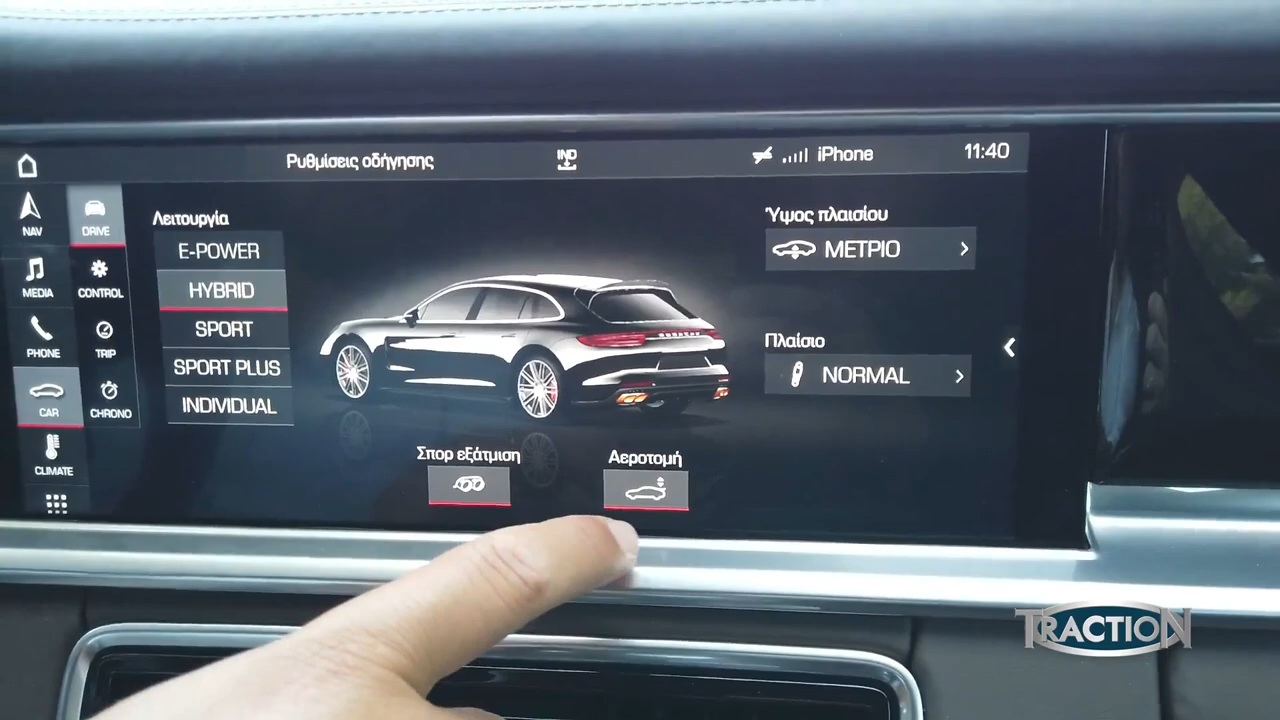 Ρυθμίσεις οδήγησης
IND
iPhone
11:40
NAV
DRIVE
MEDIA
CONTROL
PHONE
TRIP
CAR
CHRONO
CLIMATE
Λειτουργία
E-POWER
HYBRID
SPORT
SPORT PLUS
INDIVIDUAL
PORSCHE
Ύψος πλαισίου
ΜΕΤΡΙΟ
Πλαίσιο
NORMAL
Σπορ εξάτμιση
Αεροτομή
TRACTION